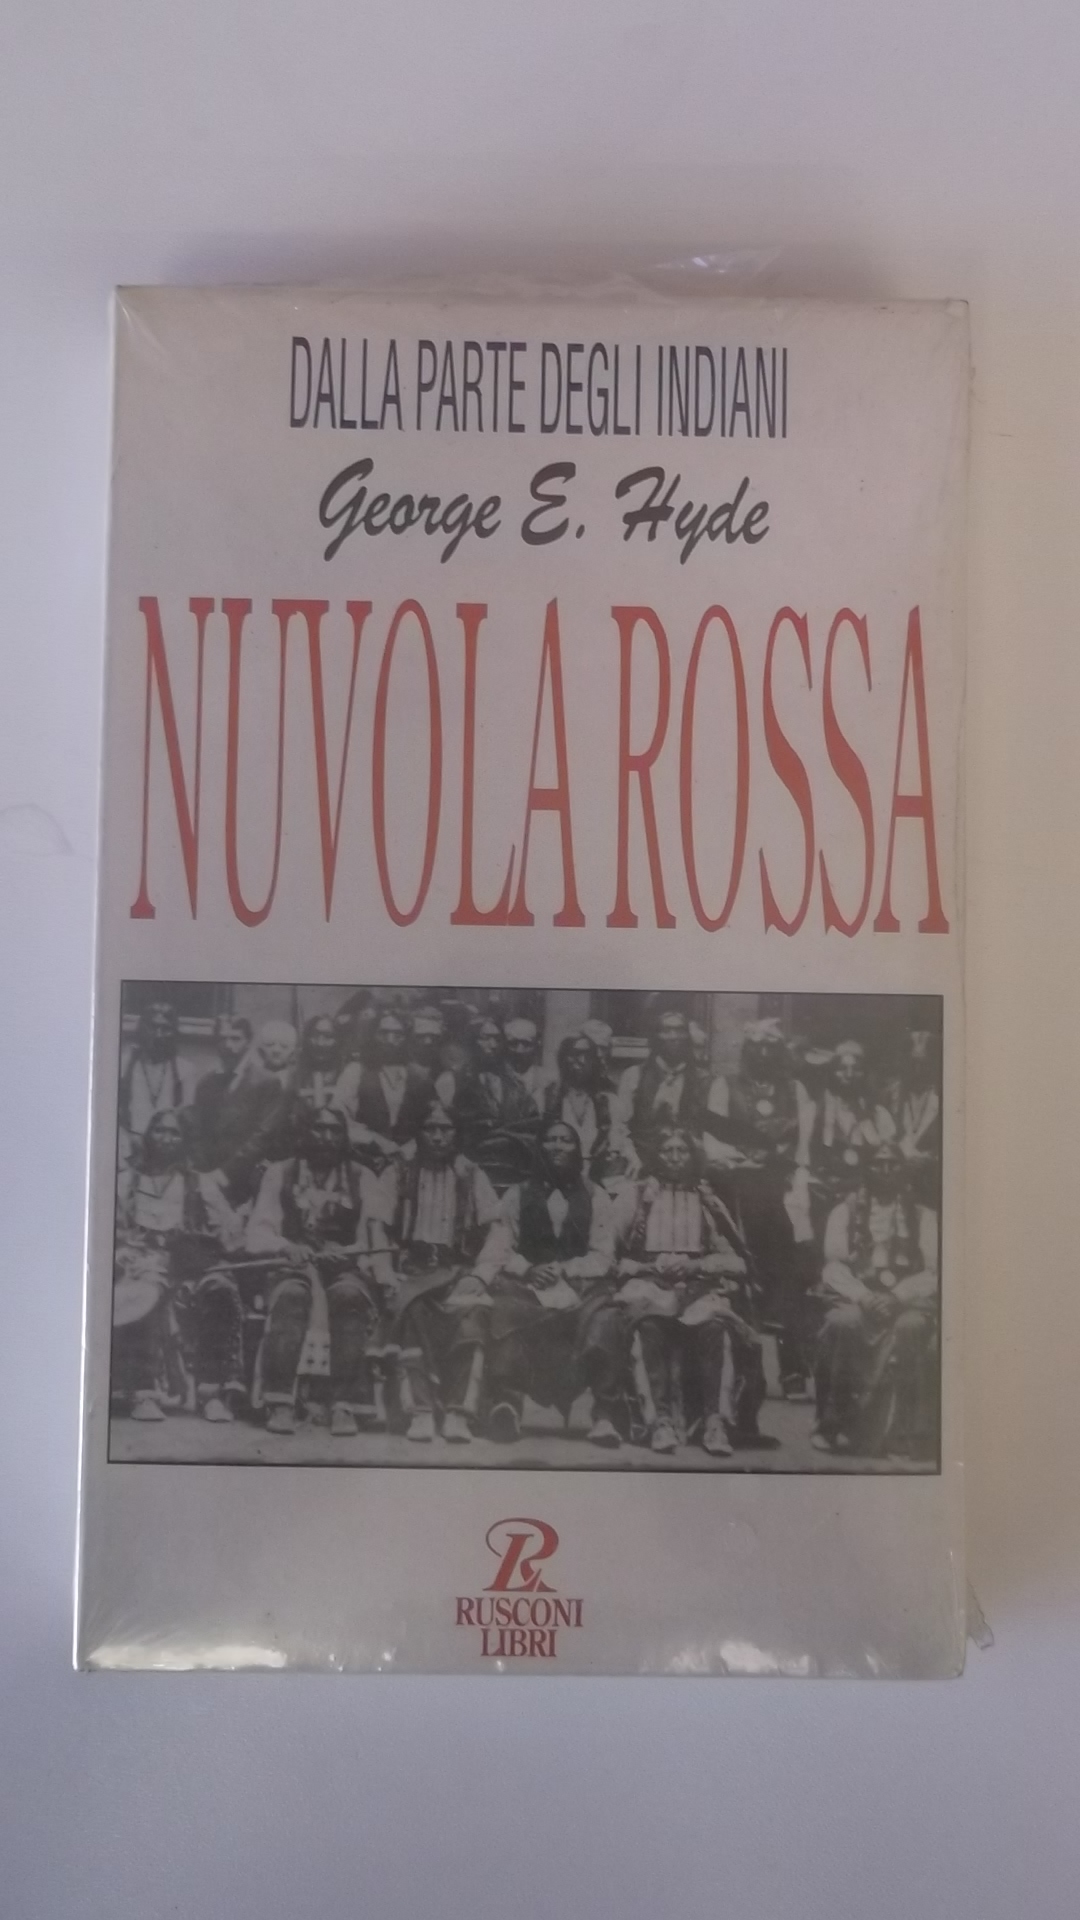 DALLA PARTE DEGLI INDIANI
George E. Hyde
NUVOLA ROSSA
RUSCONI
LIBRI